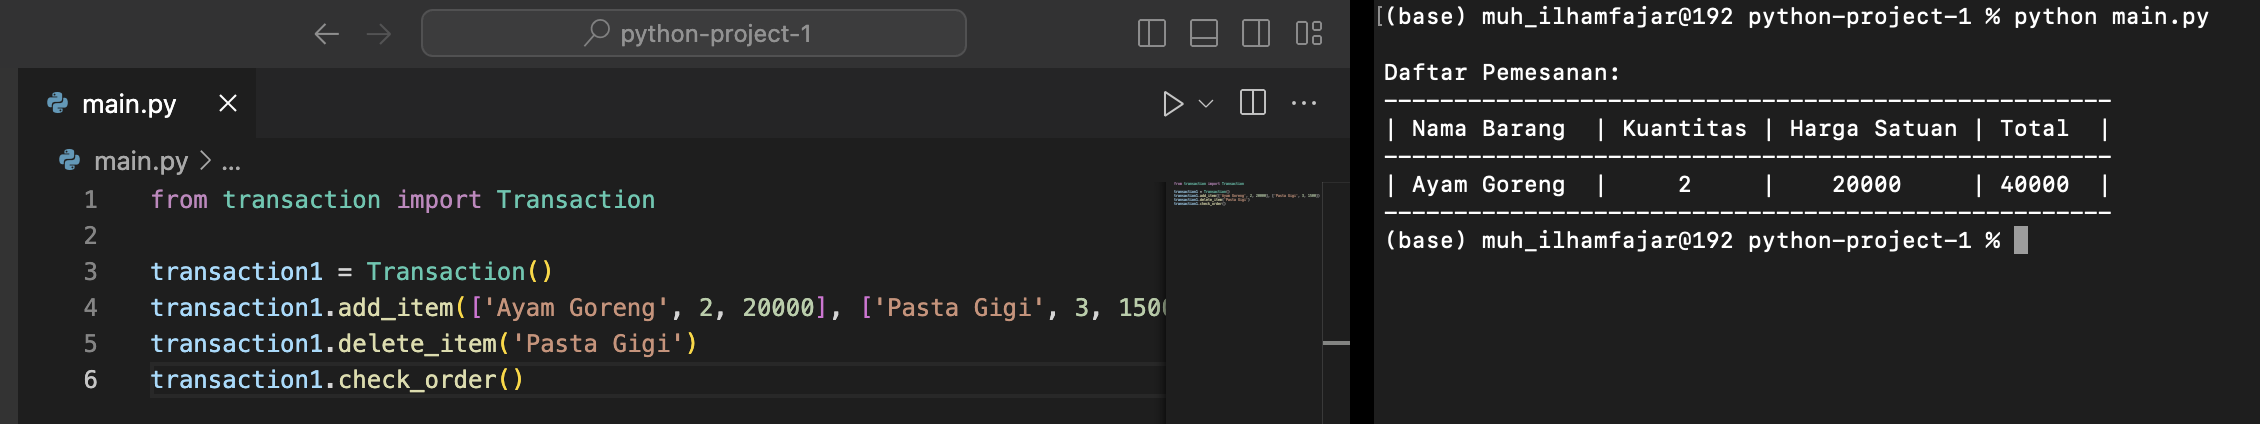 python-project-1
main.py
main.py > ...
1 from transaction import Transaction
2
3 transaction1 = Transaction()
4 transaction1.add_item(['Ayam Goreng', 2, 20000], ['Pasta Gigi', 3, 150
5 transaction1.delete_item('Pasta Gigi')
6 transaction1.check_order()
[(base) muh_ilhamfajar@192 python-project-1 % python main.py
Daftar Pemesanan:
----------------------------------------------------
| Nama Barang  | Kuantitas | Harga Satuan | Total  |
----------------------------------------------------
| Ayam Goreng  |     2     |    20000     | 40000  |
----------------------------------------------------
(base) muh_ilhamfajar@192 python-project-1 %